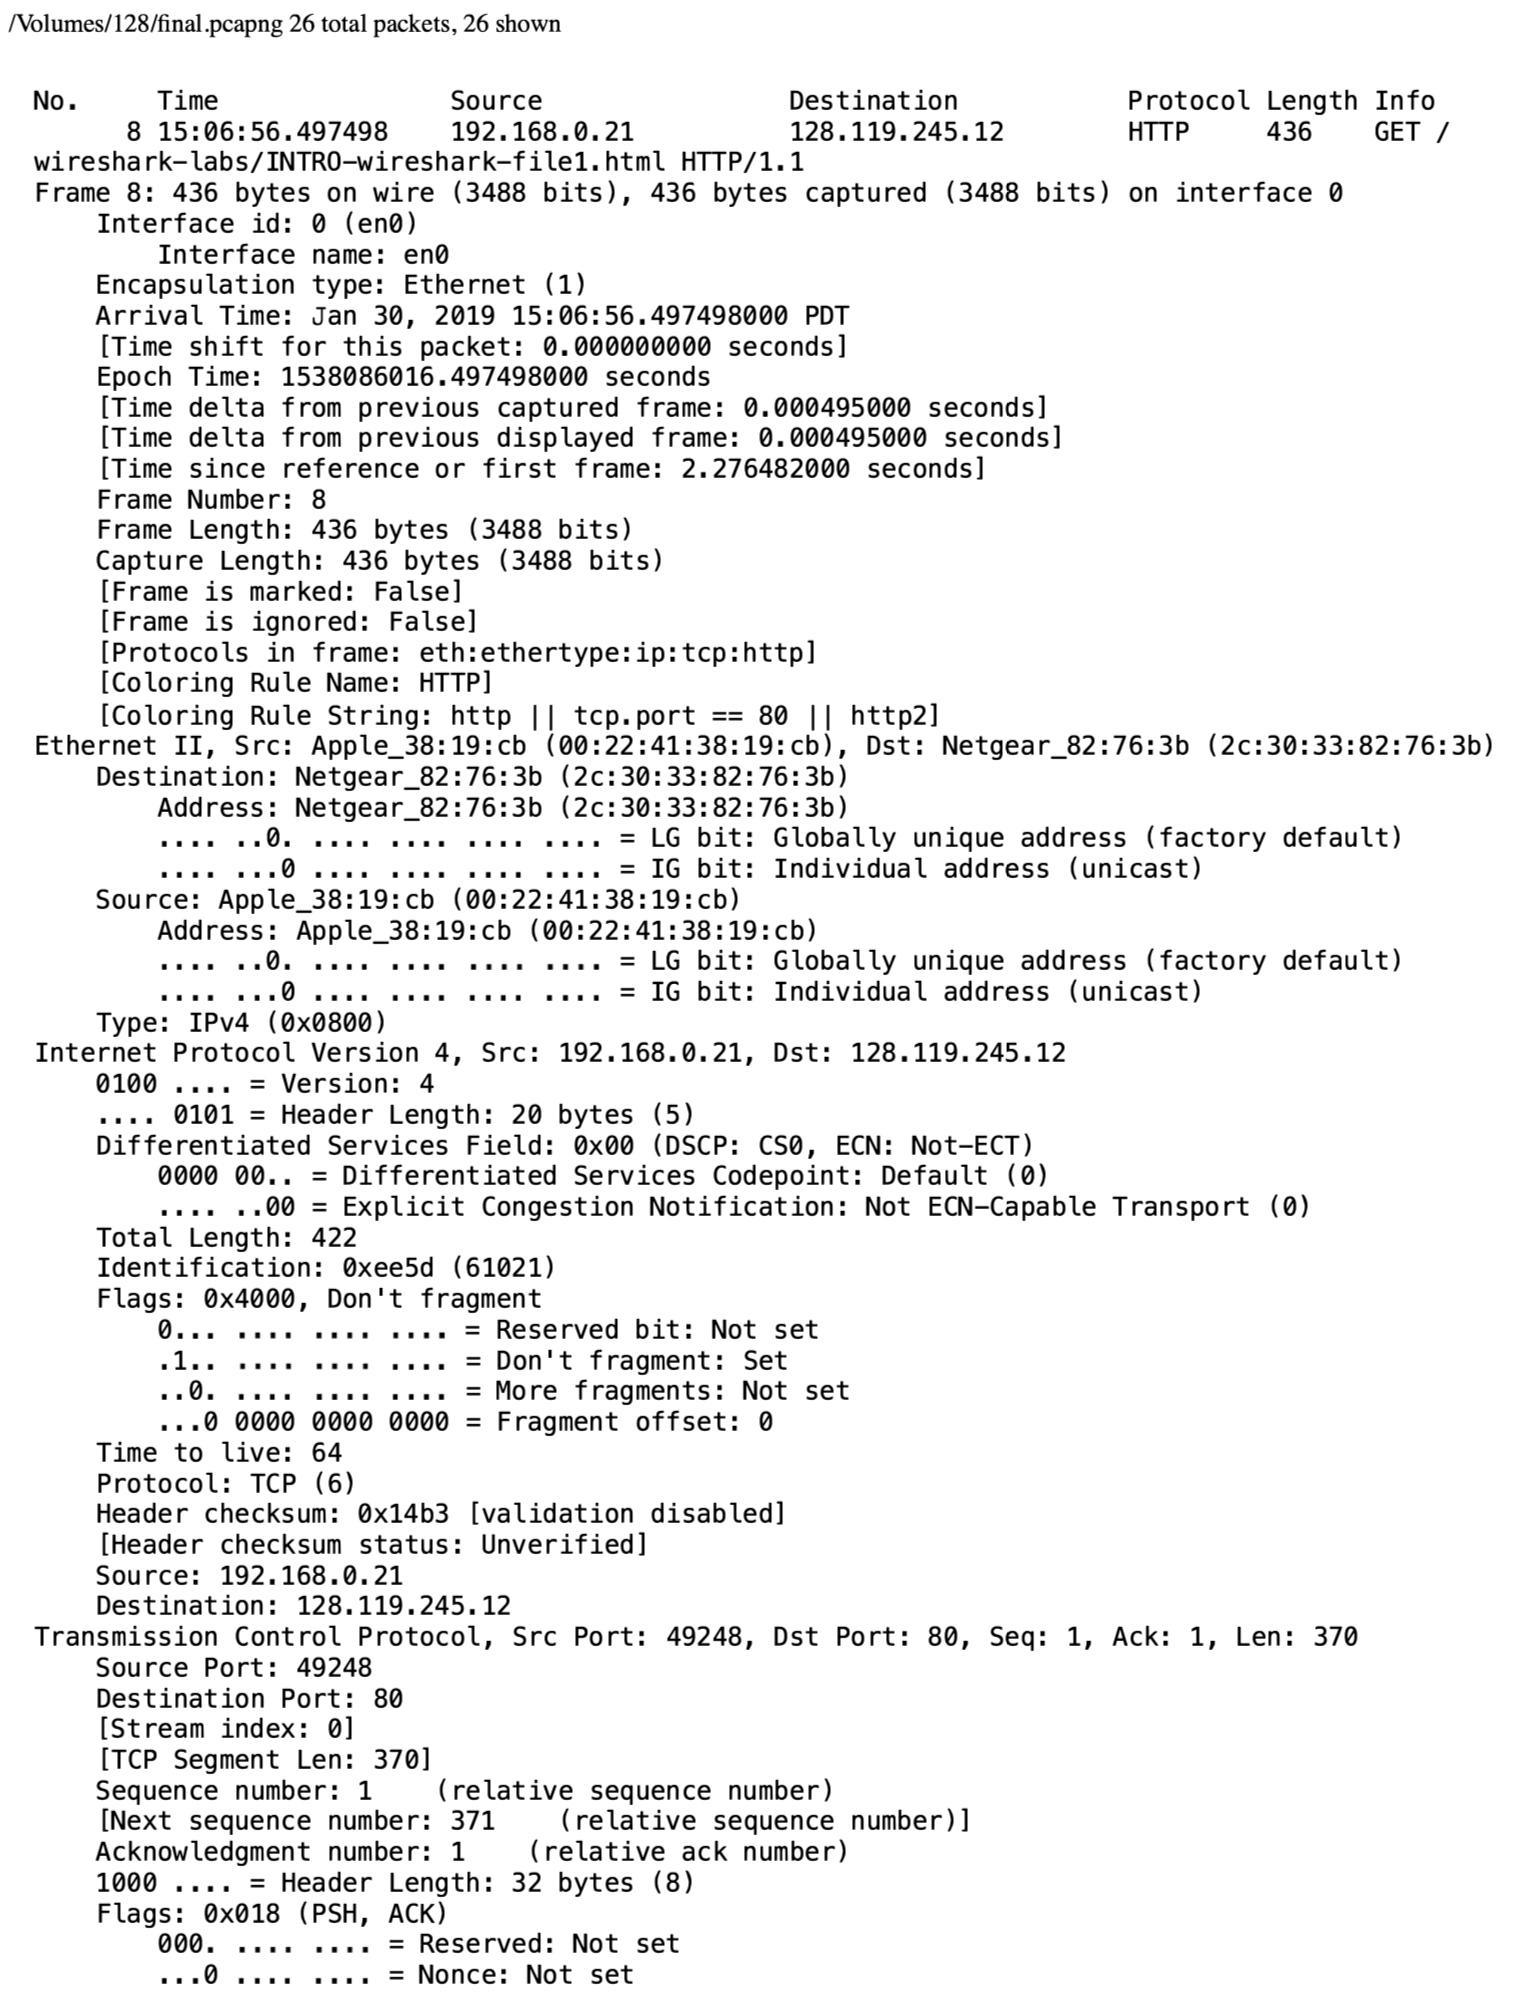 /Volumes/128/final.pcapng 26 total packets, 26 shown
No. Time Source Destination Protocol Length Info
8 15:06:56.497498 192.168.0.21 128.119.245.12 HTTP 436 GET /
wireshark-labs/INTRO-wireshark-file1.html HTTP/1.1
Frame 8: 436 bytes on wire (3488 bits), 436 bytes captured (3488 bits) on interface 0
Interface id: 0 (en0)
Interface name: en0
Encapsulation type: Ethernet (1)
Arrival Time: Jan 30, 2019 15:06:56.497498000 PDT
[Time shift for this packet: 0.000000000 seconds]
Epoch Time: 1538086016.497498000 seconds
[Time delta from previous captured frame: 0.000495000 seconds]
[Time delta from previous displayed frame: 0.000495000 seconds]
[Time since reference or first frame: 2.276482000 seconds]
Frame Number: 8
Frame Length: 436 bytes (3488 bits)
Capture Length: 436 bytes (3488 bits)
[Frame is marked: False]
[Frame is ignored: False]
[Protocols in frame: eth:ethertype:ip:tcp:http]
[Coloring Rule Name: HTTP]
[Coloring Rule String: http || tcp.port == 80 || http2]
Ethernet II, Src: Apple_38:19:cb (00:22:41:38:19:cb), Dst: Netgear_82:76:3b (2c:30:33:82:76:3b)
Destination: Netgear_82:76:3b (2c:30:33:82:76:3b)
Address: Netgear_82:76:3b (2c:30:33:82:76:3b)
.... ..0. .... .... .... .... = LG bit: Globally unique address (factory default)
.... ...0 .... .... .... .... = IG bit: Individual address (unicast)
Source: Apple_38:19:cb (00:22:41:38:19:cb)
Address: Apple_38:19:cb (00:22:41:38:19:cb)
.... ..0. .... .... .... .... = LG bit: Globally unique address (factory default)
.... ...0 .... .... .... .... = IG bit: Individual address (unicast)
Type: IPv4 (0x0800)
Internet Protocol Version 4, Src: 192.168.0.21, Dst: 128.119.245.12
0100 .... = Version: 4
.... 0101 = Header Length: 20 bytes (5)
Differentiated Services Field: 0x00 (DSCP: CS0, ECN: Not-ECT)
0000 00.. = Differentiated Services Codepoint: Default (0)
.... ..00 = Explicit Congestion Notification: Not ECN-Capable Transport (0)
Total Length: 422
Identification: 0xee5d (61021)
Flags: 0x4000, Don't fragment
0... .... .... .... = Reserved bit: Not set
.1.. .... .... .... = Don't fragment: Set
..0. .... .... .... = More fragments: Not set
...0 0000 0000 0000 = Fragment offset: 0
Time to live: 64
Protocol: TCP (6)
Header checksum: 0x14b3 [validation disabled]
[Header checksum status: Unverified]
Source: 192.168.0.21
Destination: 128.119.245.12
Transmission Control Protocol, Src Port: 49248, Dst Port: 80, Seq: 1, Ack: 1, Len: 370
Source Port: 49248
Destination Port: 80
[Stream index: 0]
[TCP Segment Len: 370]
Sequence number: 1 (relative sequence number)
[Next sequence number: 371 (relative sequence number)]
Acknowledgment number: 1 (relative ack number)
1000 .... = Header Length: 32 bytes (8)
Flags: 0x018 (PSH, ACK)
000. .... .... = Reserved: Not set
...0 .... .... = Nonce: Not set